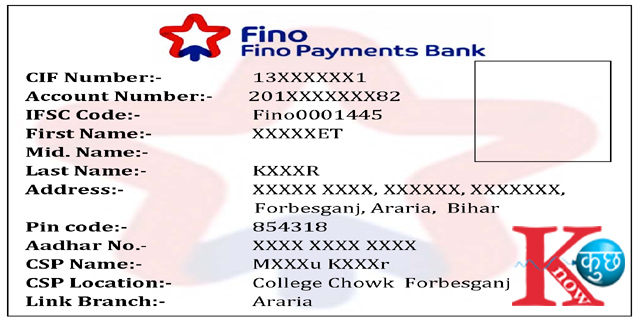 Fino
Fino Payments Bank
CIF Number:- 13XXXXXX1
Account Number:- 201XXXXXXX82
IFSC Code:- Fino0001445
First Name:- XXXXXET
Mid. Name:-
Last Name:- KXXXR
Address:- XXXXX XXXX, XXXXXX, XXXXXXX,
Forbesganj, Araria, Bihar
Pin code:- 854318
Aadhar No.- XXXX XXXX XXXX
CSP Name:- MXXXu KXXXr
CSP Location:- College Chowk Forbesganj
Link Branch:- Araria
Know
कुछ